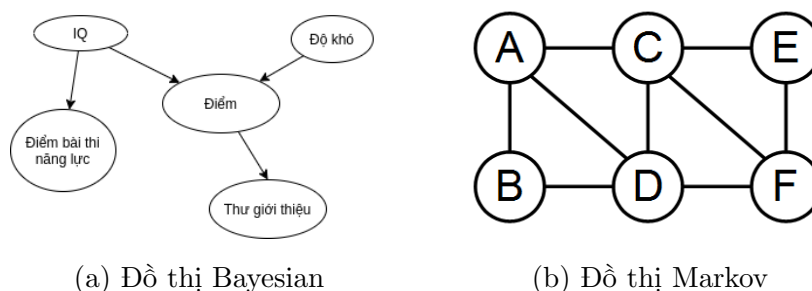 IQ
Độ khó
Điểm
Điểm bài thi
năng lực
Thư giới thiệu
(a) Đồ thị Bayesian
A
C
E
B
D
F
(b) Đồ thị Markov